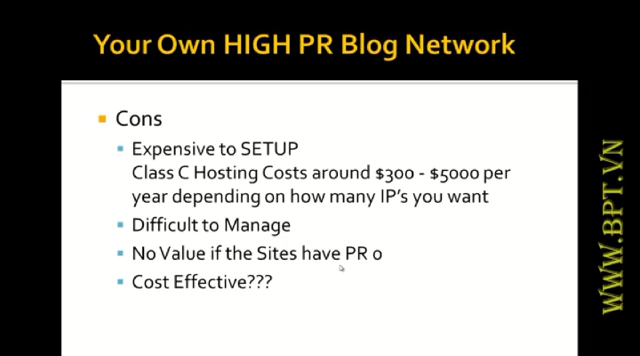 Your Own HIGH PR Blog Network
Cons
Expensive to SETUP
Class C Hosting Costs around $300 - $5000 per
year depending on how many IP's you want
Difficult to Manage
No Value if the Sites have PR 0
Cost Effective???
WWW.BPT.VN